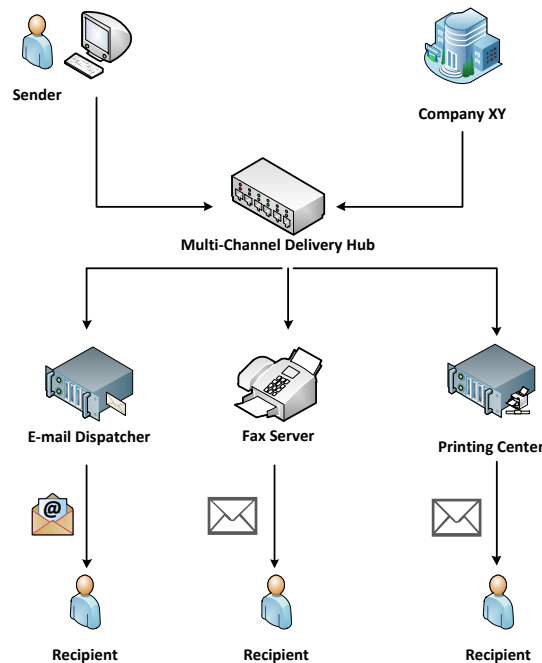 Sender
Company XY
Multi-Channel Delivery Hub
E-mail Dispatcher
Fax Server
Printing Center
@
Recipient
Recipient
Recipient